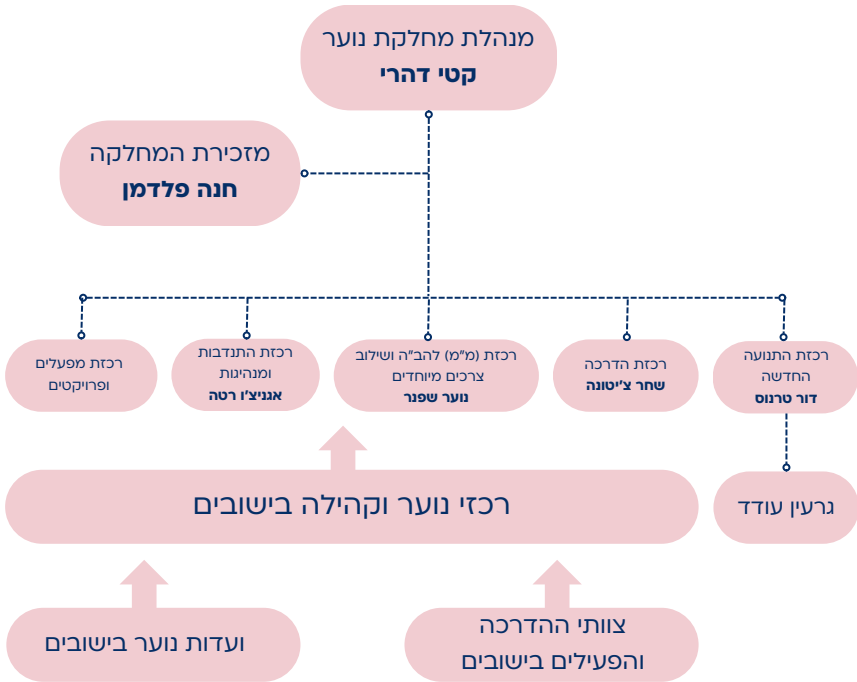 מנהלת מחלקת נוער
קטי דהרי
מזכירת המחלקה
חנה פלדמן
רכזת התנועה
החדשה
דור טרנוס
רכזת הדרכה
שחר צ'יטונה
רכזת (מ"מ) להב"ה ושילוב
צרכים מיוחדים
נוער שפנר
רכזת התנדבות
ומנהיגות
אגניצ'ו רטה
רכזת מפעלים
ופרויקטים
גרעין עודד
רכזי נוער וקהילה בישובים
צוותי ההדרכה
והפעילים בישובים
ועדות נוער בישובים